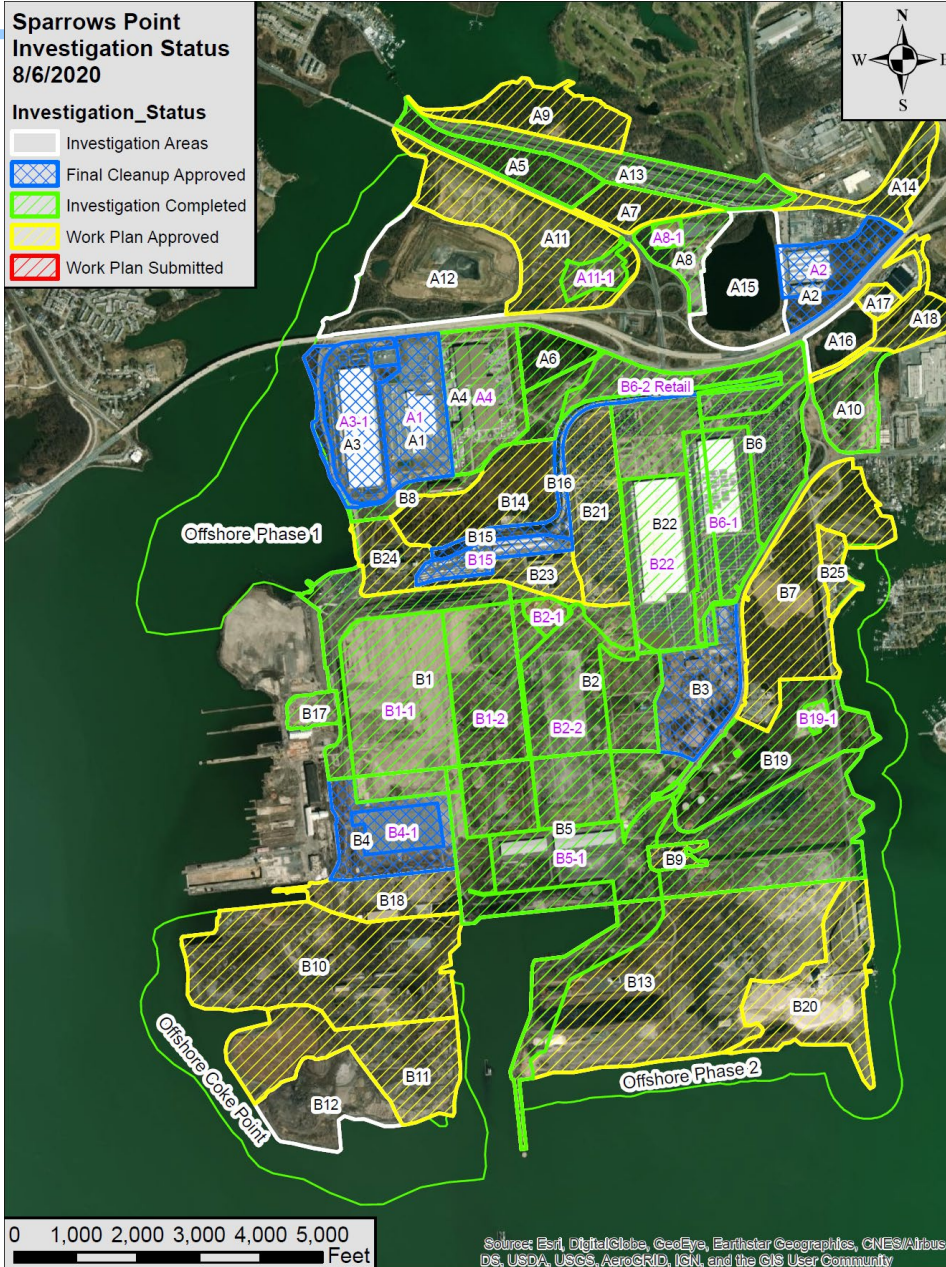 Sparrows Point
Investigation Status
8/6/2020
Investigation_Status
Investigation Areas
Final Cleanup Approved
Investigation Completed
Work Plan Approved
Work Plan Submitted
N
W
E
S
A9
A5
A13
A14
A7
A11
A8-1
A8
A12
A11-1
A15
A2
A2
A17
A18
A16
A6
B6-2 Retail
A4
A4
A3-1
A3
A1
A1
A10
B6
B8
B14
B16
B21
B22
B6-1
Offshore Phase 1
B15
B15
B24
B23
B22
B7
B25
B2-1
B1
B2
B3
B17
B1-1
B1-2
B2-2
B19-1
B19
B4
B4-1
B5
B5-1
B9
B18
B10
B13
B20
Offshore Coke Point
B11
B12
Offshore Phase 2
0 1,000 2,000 3,000 4,000 5,000
Feet
Source: Esri, DigitalGlobe, GeoEye, Earthstar Geographics, CNES/Airbus
DS, USDA, USGS, AeroGRID, IGN, and the GIS User Community